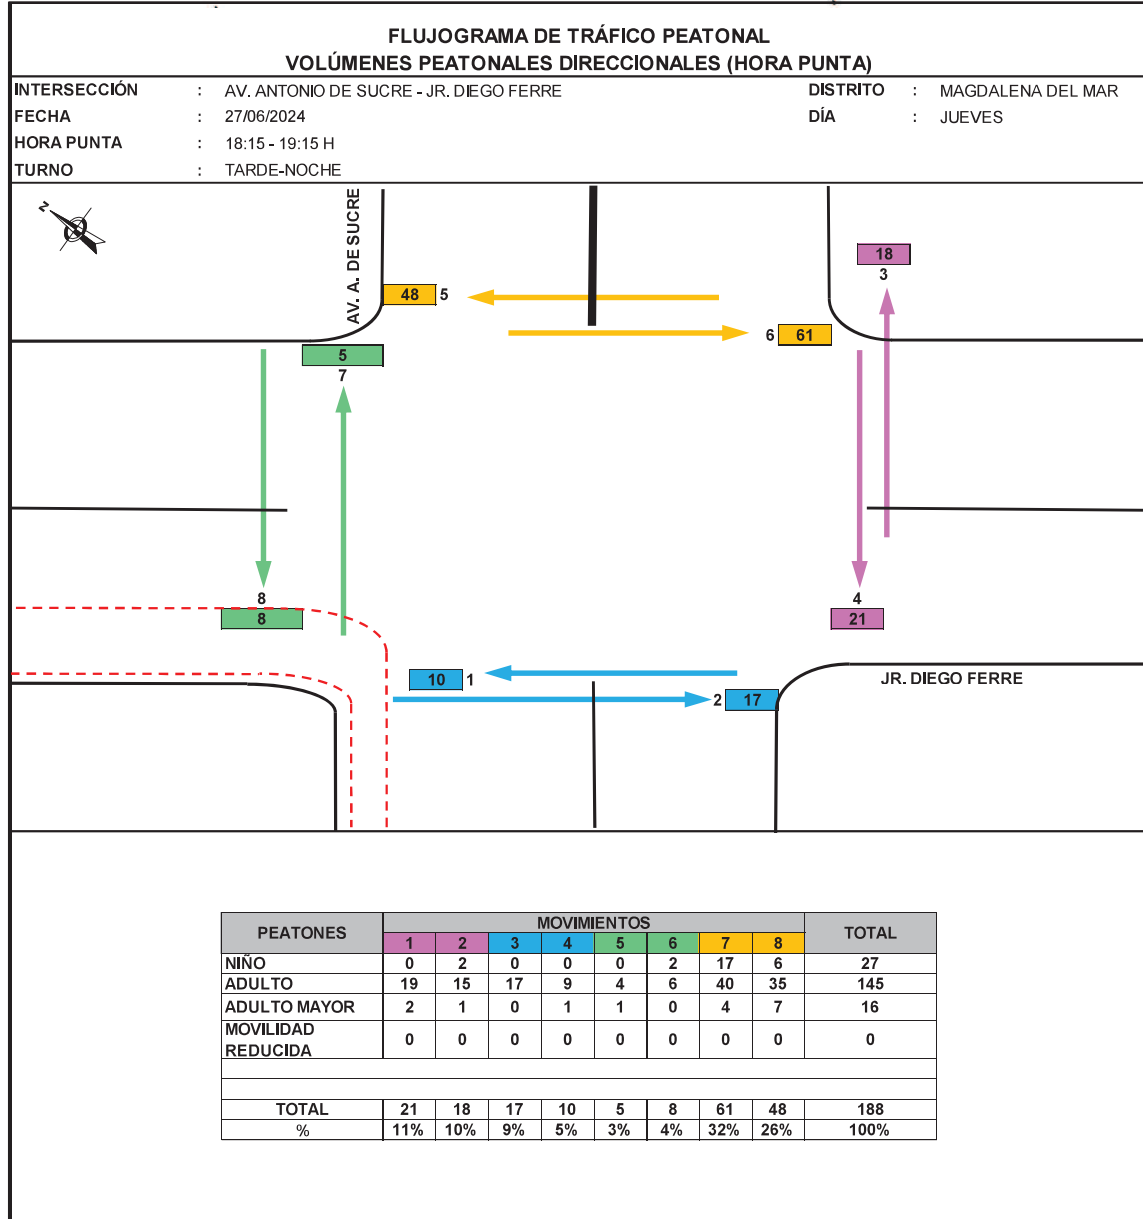 FLUJOGRAMA DE TRÁFICO PEATONAL
VOLÚMENES PEATONALES DIRECCIONALES (HORA PUNTA)
INTERSECCIÓN : AV. ANTONIO DE SUCRE - JR. DIEGO FERRE DISTRITO : MAGDALENA DEL MAR
FECHA : 27/06/2024 DÍA : JUEVES
HORA PUNTA : 18:15 - 19:15 H
TURNO : TARDE-NOCHE
N
AV. A. DE SUCRE
18
3
48 5
6 61
5
7
8
8
4
21
10 1
2 17
JR. DIEGO FERRE
PEATONES MOVIMIENTOS TOTAL
1 2 3 4 5 6 7 8
NIÑO 0 2 0 0 0 2 17 6 27
ADULTO 19 15 17 9 4 6 40 35 145
ADULTO MAYOR 2 1 0 1 1 0 4 7 16
MOVILIDAD
REDUCIDA 0 0 0 0 0 0 0 0 0
TOTAL 21 18 17 10 5 8 61 48 188
% 11% 10% 9% 5% 3% 4% 32% 26% 100%